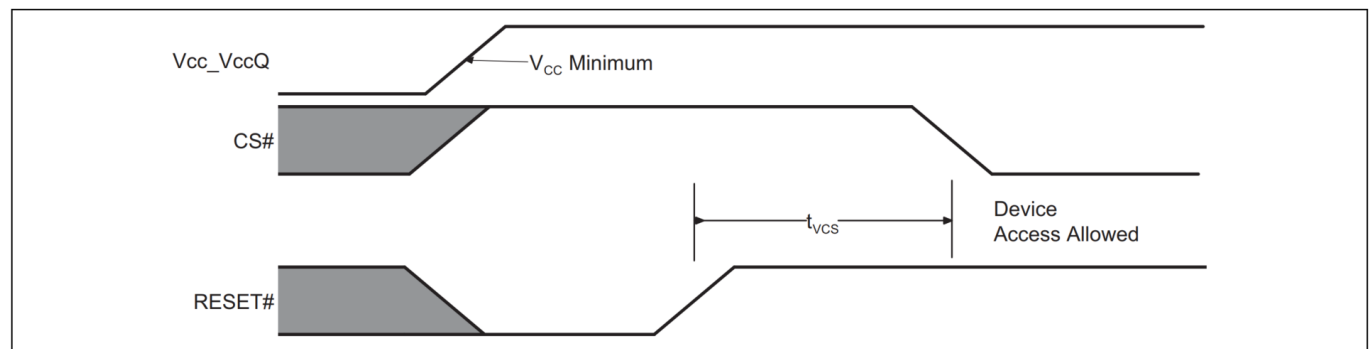 Vcc_VccQ
VCC Minimum
CS#
tVCS
Device
Access Allowed
RESET#